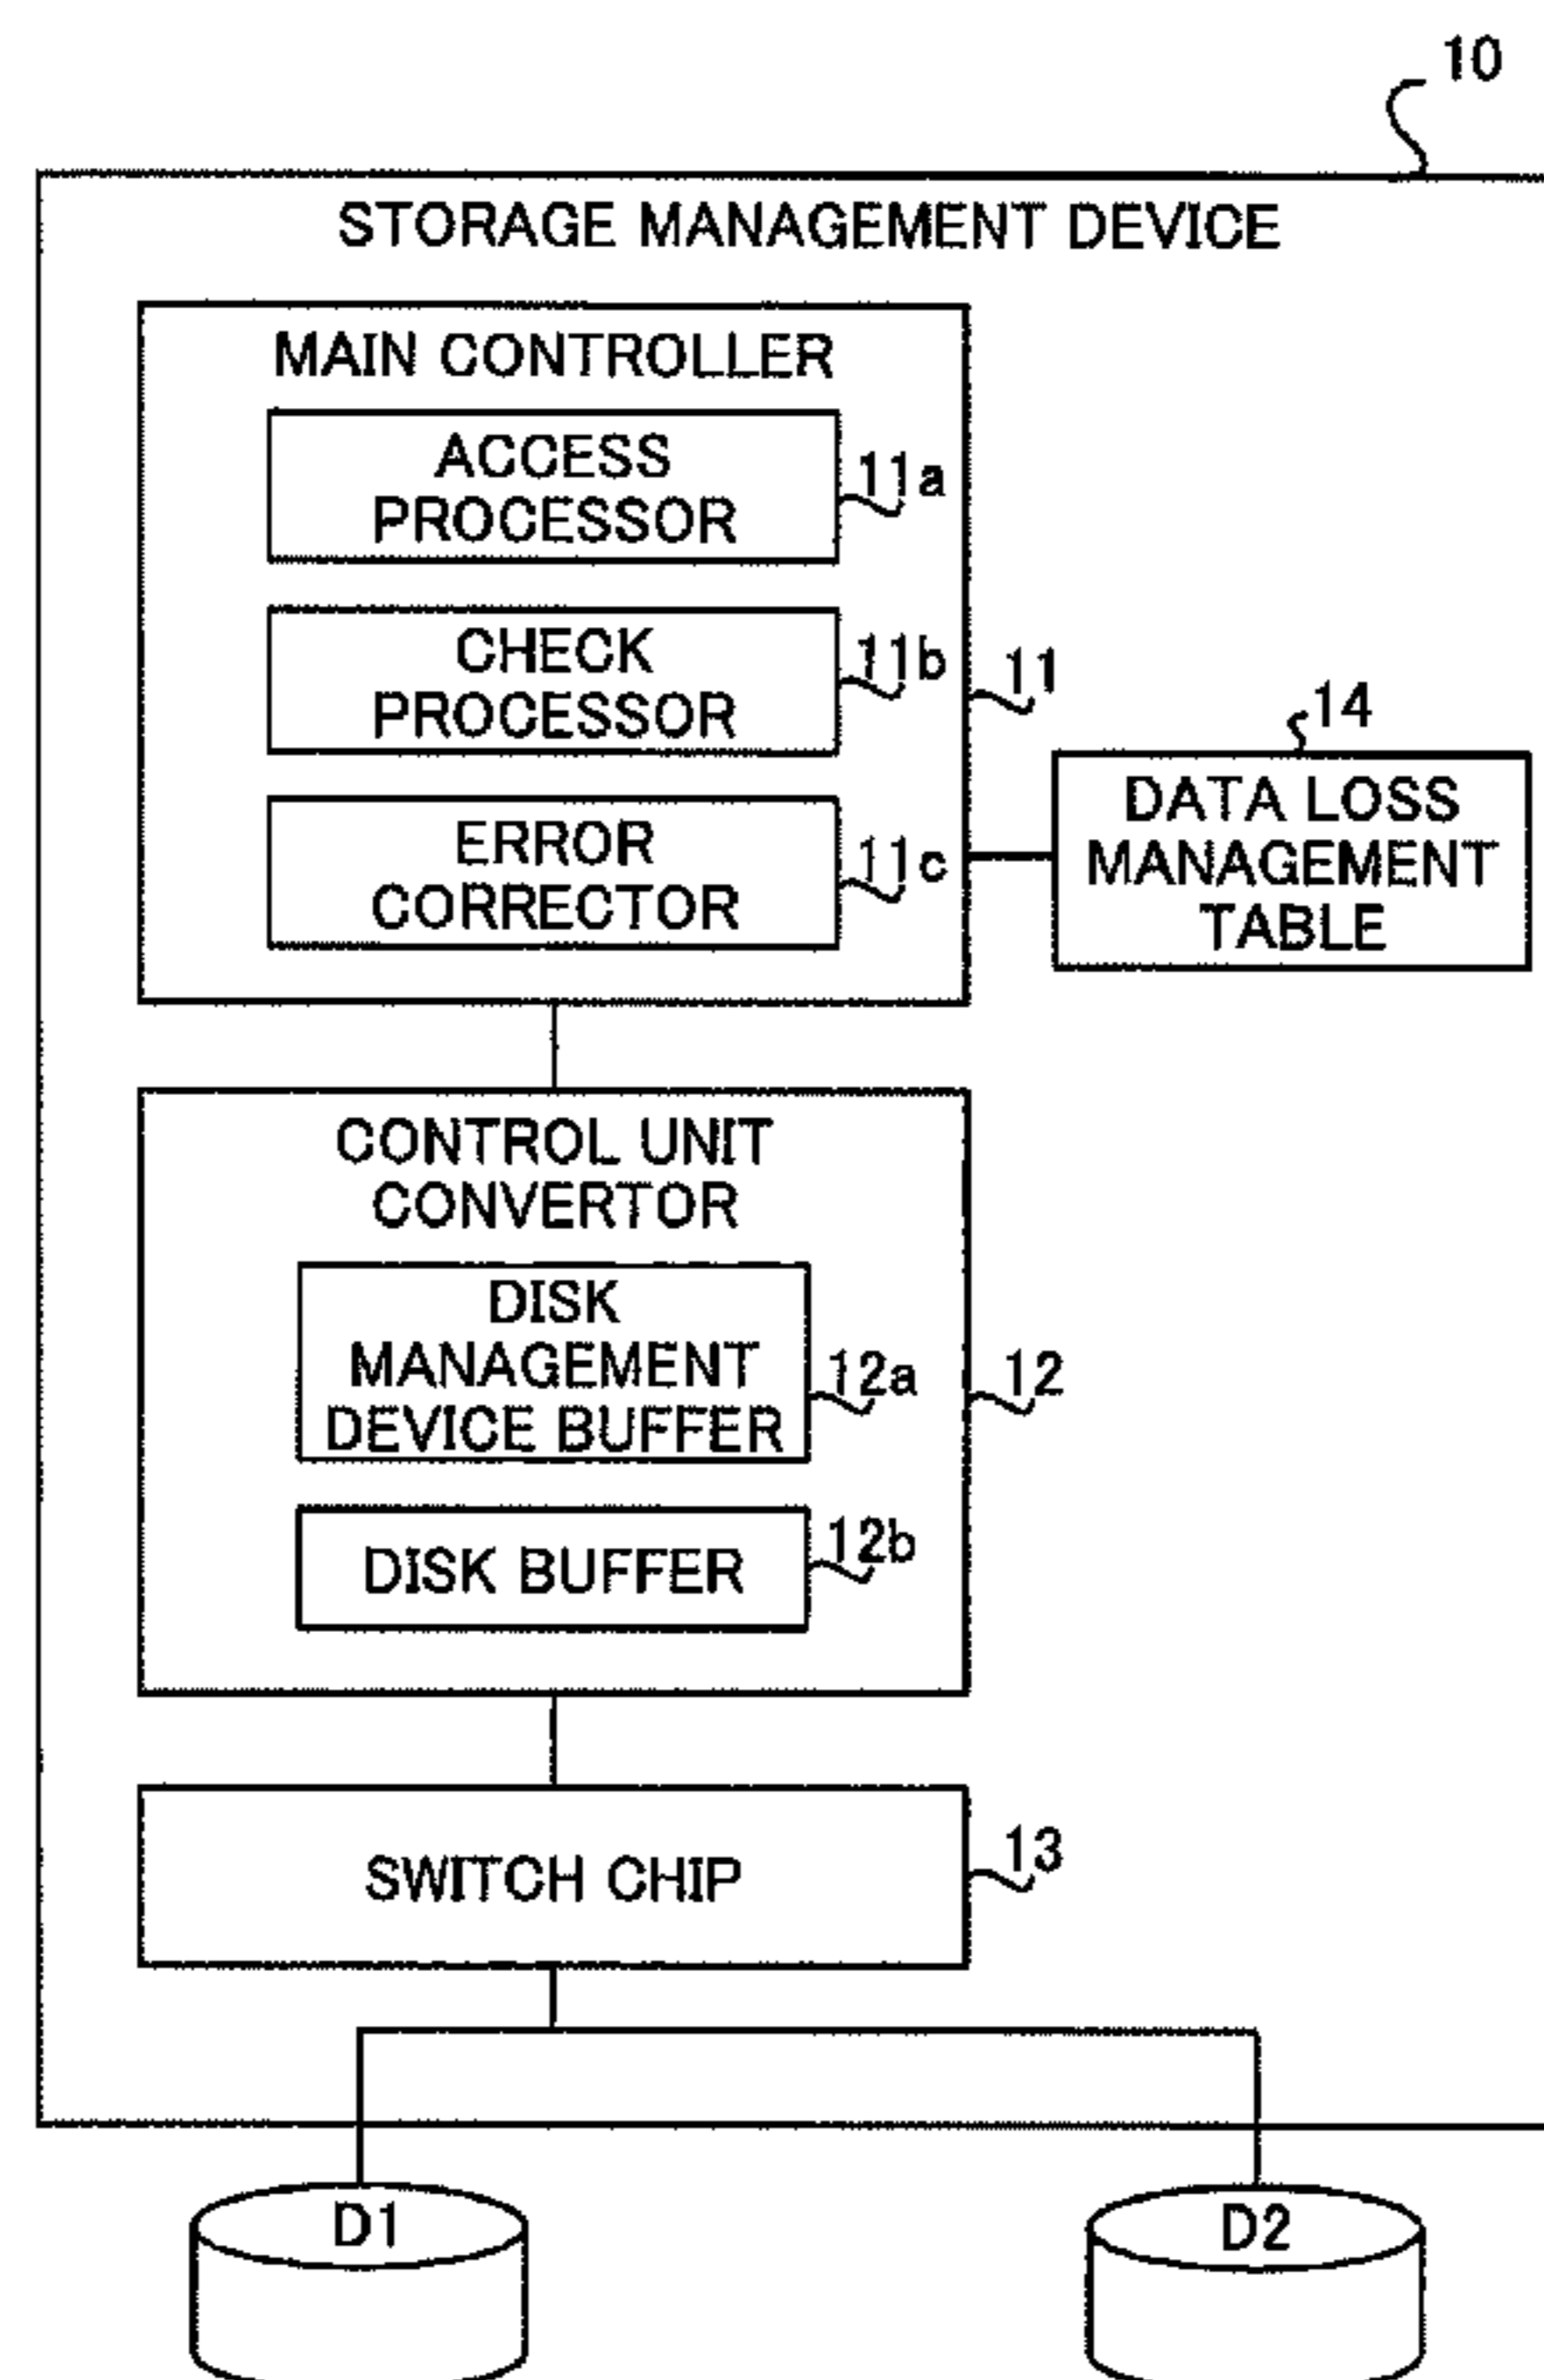 10
STORAGE MANAGEMENT DEVICE
MAIN CONTROLLER
ACCESS
PROCESSOR
11a
CHECK
PROCESSOR
11b
11
14
ERROR
CORRECTOR
11c
DATA LOSS
MANAGEMENT
TABLE
CONTROL UNIT
CONVERTOR
DISK
MANAGEMENT
DEVICE BUFFER
12a
12
DISK BUFFER
12b
SWITCH CHIP
13
D1
D2